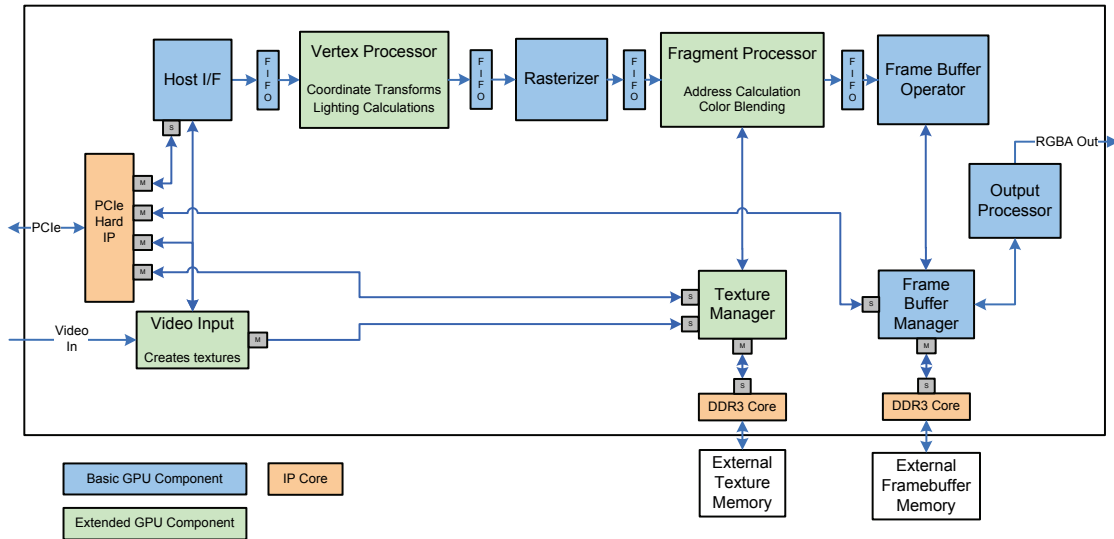 Host I/F
F
I
F
O
Vertex Processor
Coordinate Transforms
Lighting Calculations
F
I
F
O
Rasterizer
F
I
F
O
Fragment Processor
Address Calculation
Color Blending
F
I
F
O
Frame Buffer
Operator
S
RGBA Out
PCIe
PCIe
Hard
IP
M
M
M
M
Output
Processor
Video
In
Video Input
Creates textures
M
S
S
Texture
Manager
M
S
DDR3 Core
S
Frame
Buffer
Manager
M
S
DDR3 Core
External
Texture
Memory
External
Framebuffer
Memory
Basic GPU Component
IP Core
Extended GPU Component